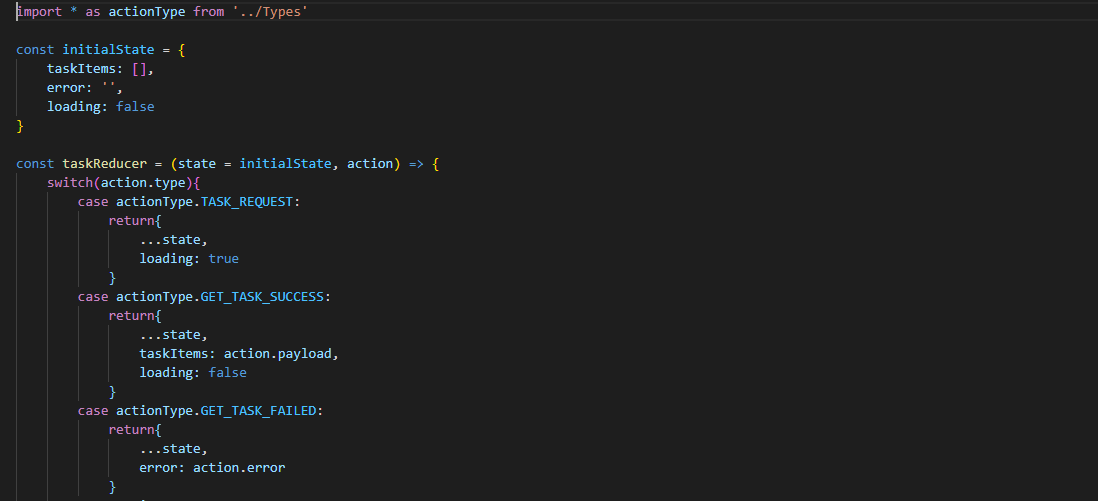 import * as actionType from '../Types'
const initialState = {
taskItems: [],
error: '',
loading: false
}
const taskReducer = (state = initialState, action) => {
switch(action.type){
case actionType.TASK_REQUEST:
return{
...state,
loading: true
}
case actionType.GET_TASK_SUCCESS:
return{
...state,
taskItems: action.payload,
loading: false
}
case actionType.GET_TASK_FAILED:
return{
...state,
error: action.error
}